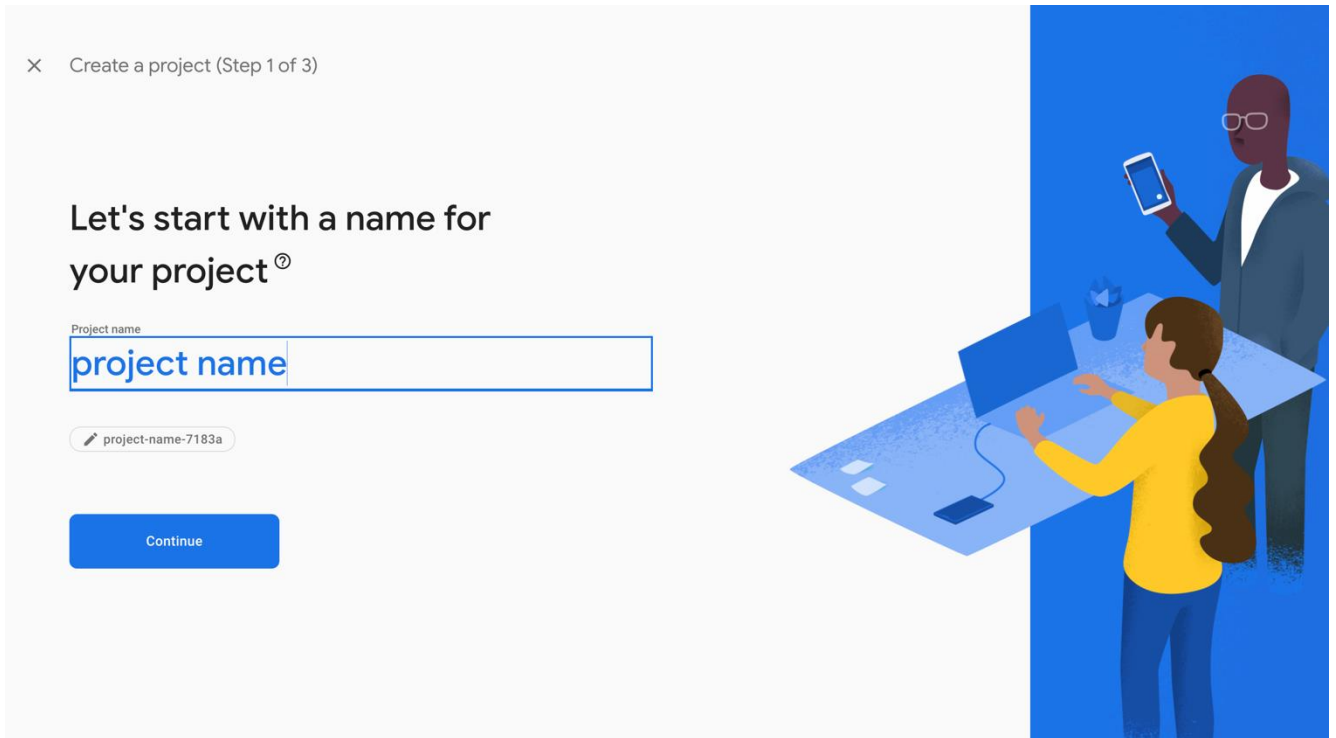 Create a project (Step 1 of 3)
Let's start with a name for
your project
Project name
project name
project-name-7183a
Continue